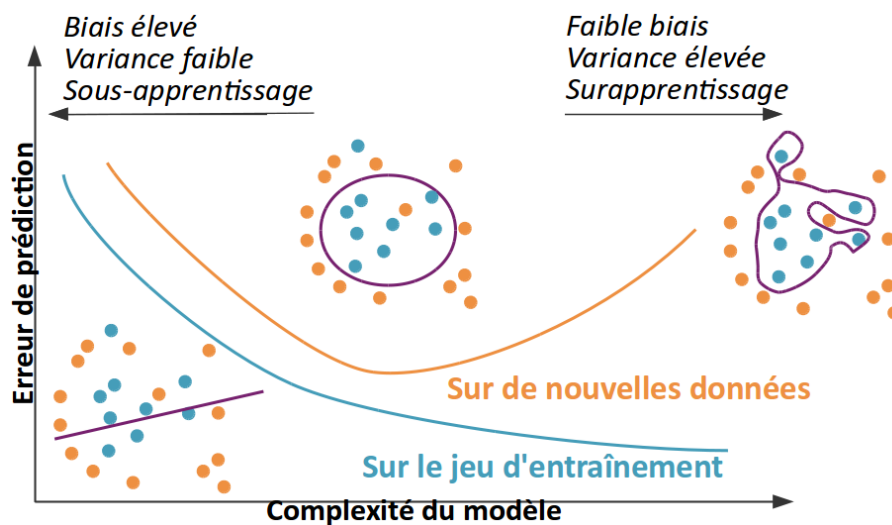 Biais élevé
Variance faible
Sous-apprentissage
Faible biais
Variance élevée
Surapprentissage
Erreur de prédiction
Sur de nouvelles données
Sur le jeu d'entraînement
Complexité du modèle